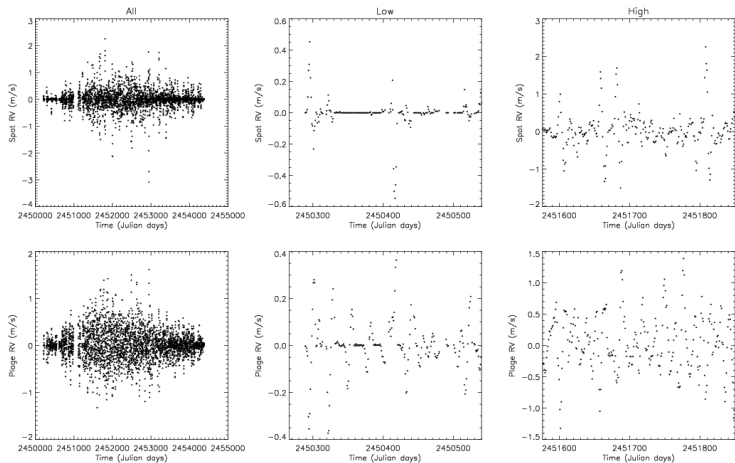 All
Low
High
3
2
1
0
−1
−2
−3
−4
Spot RV (m/s)
2450000 2451000 2452000 2453000 2454000 2455000
Time (Julian days)
0.6
0.4
0.2
0.0
−0.2
−0.4
−0.6
Spot RV (m/s)
2450300 2450400 2450500
Time (Julian days)
3
2
1
0
−1
−2
Spot RV (m/s)
2451600 2451700 2451800
Time (Julian days)
2
1
0
−1
−2
Plage RV (m/s)
2450000 2451000 2452000 2453000 2454000 2455000
Time (Julian days)
0.4
0.2
0.0
−0.2
−0.4
Plage RV (m/s)
2450300 2450400 2450500
Time (Julian days)
1.5
1.0
0.5
0.0
−0.5
−1.0
−1.5
Plage RV (m/s)
2451600 2451700 2451800
Time (Julian days)